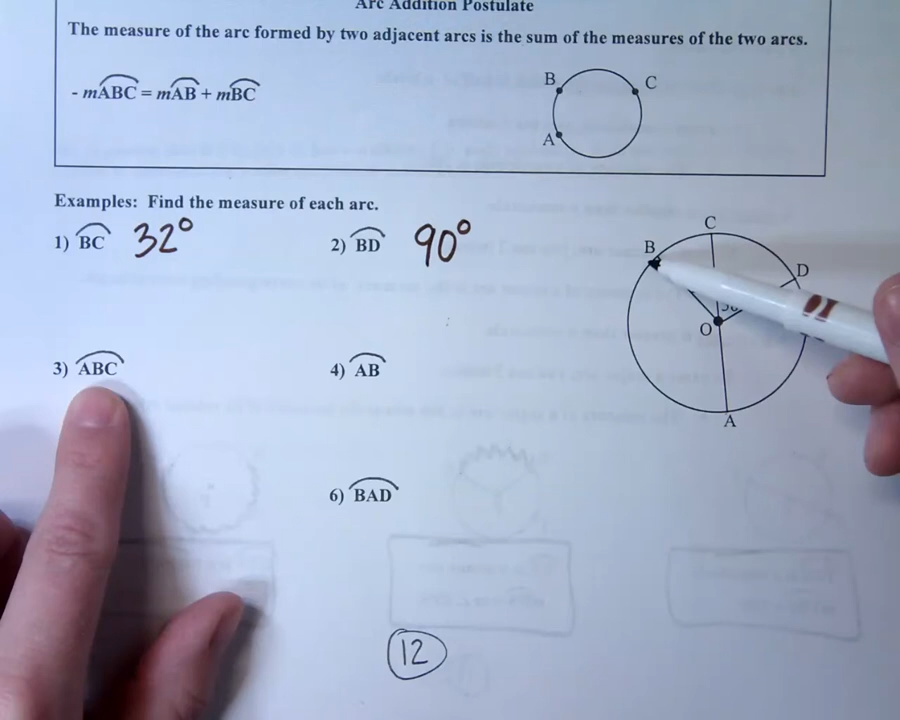 Arc Addition Postulate
The measure of the arc formed by two adjacent arcs is the sum of the measures of the two arcs.
- mABC = mAB + mBC
B
C
A
Examples: Find the measure of each arc.
1) BC 32°
2) BD 90°
C
B
D
O
A
3) ABC
4) AB
6) BAD
12